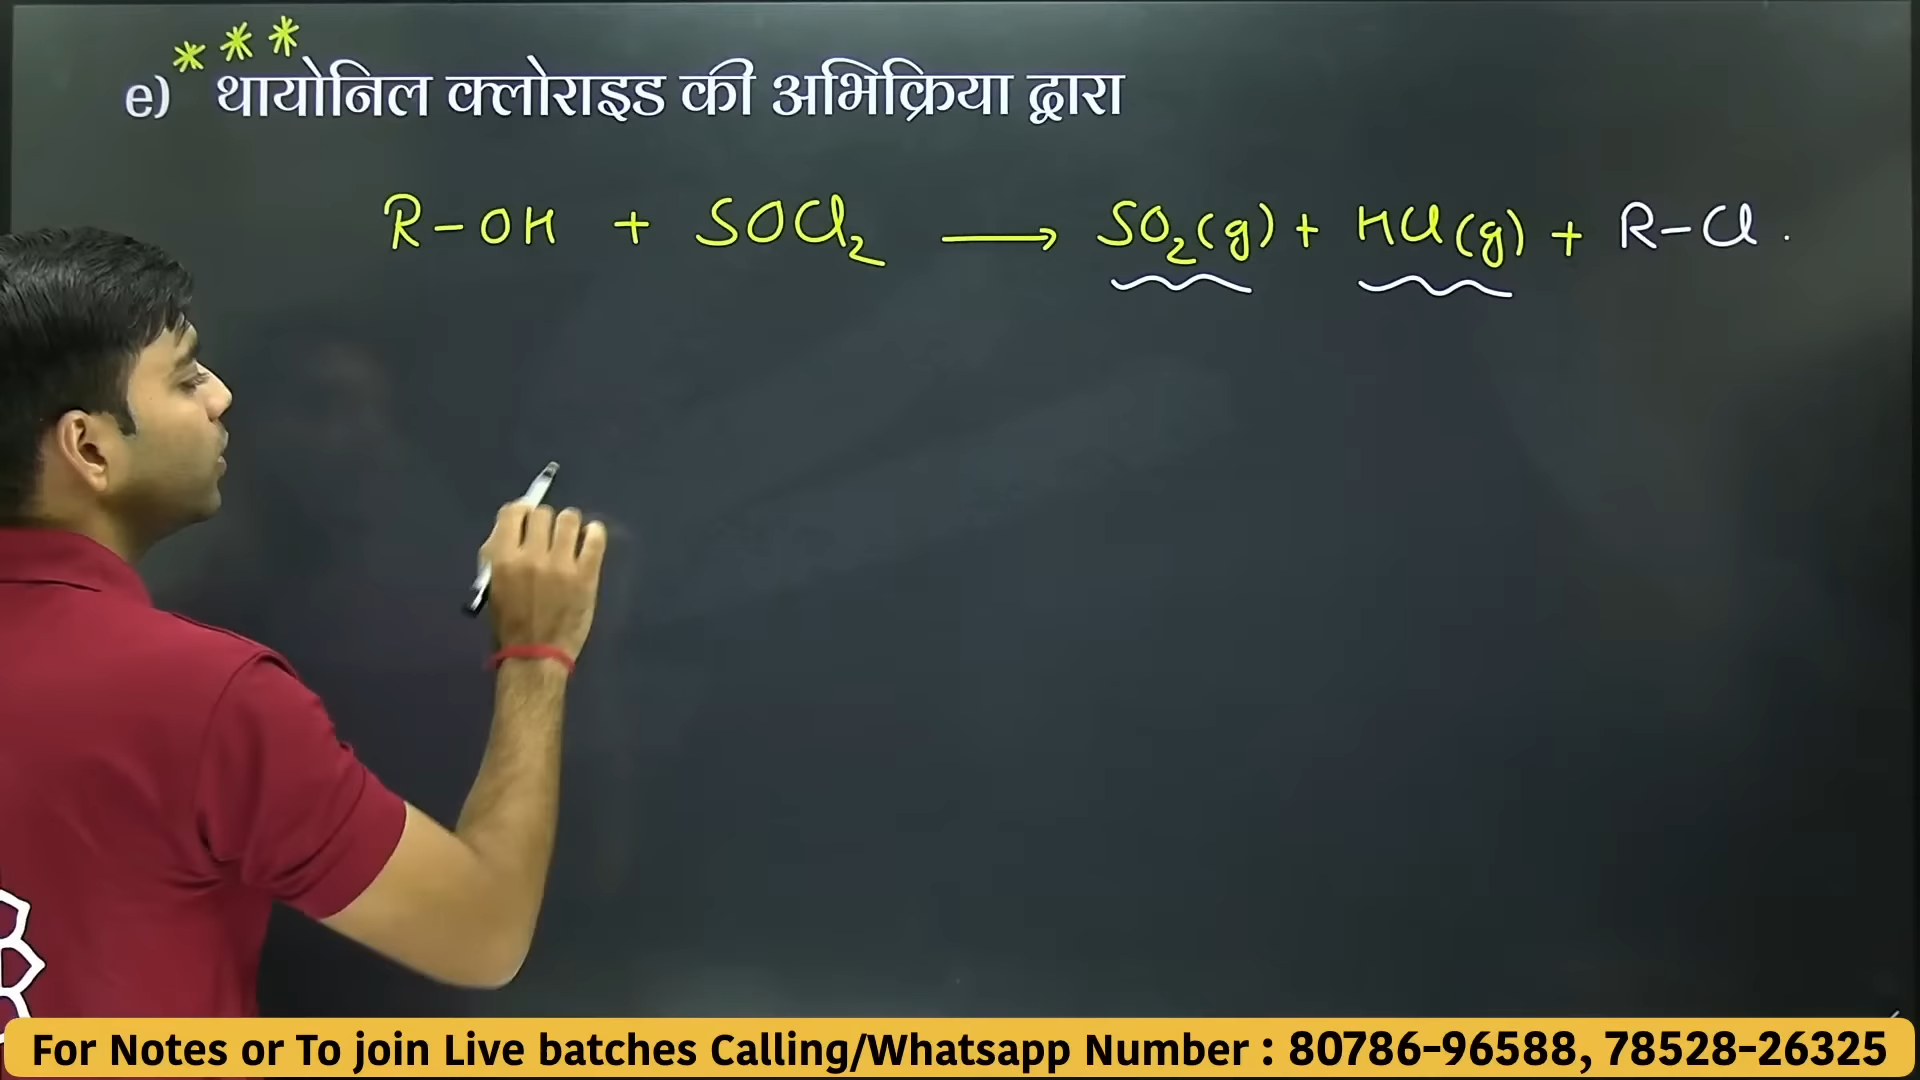 *** e) थायोनिल क्लोराइड की अभिक्रिया द्वारा
R-OH + SOCl₂ ⟶ SO₂(g) + HCl(g) + R-Cl.
For Notes or To join Live batches Calling/Whatsapp Number : 80786-96588, 78528-26325